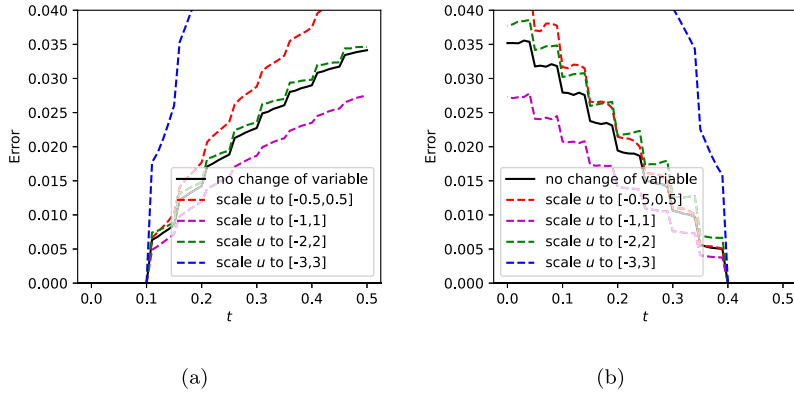 0.040
0.035
0.030
0.025
0.020
0.015
0.010
0.005
0.000
Error
0.0 0.1 0.2 0.3 0.4 0.5
t
no change of variable
scale u to [-0.5,0.5]
scale u to [-1,1]
scale u to [-2,2]
scale u to [-3,3]
(a)
0.040
0.035
0.030
0.025
0.020
0.015
0.010
0.005
0.000
Error
0.0 0.1 0.2 0.3 0.4 0.5
t
no change of variable
scale u to [-0.5,0.5]
scale u to [-1,1]
scale u to [-2,2]
scale u to [-3,3]
(b)